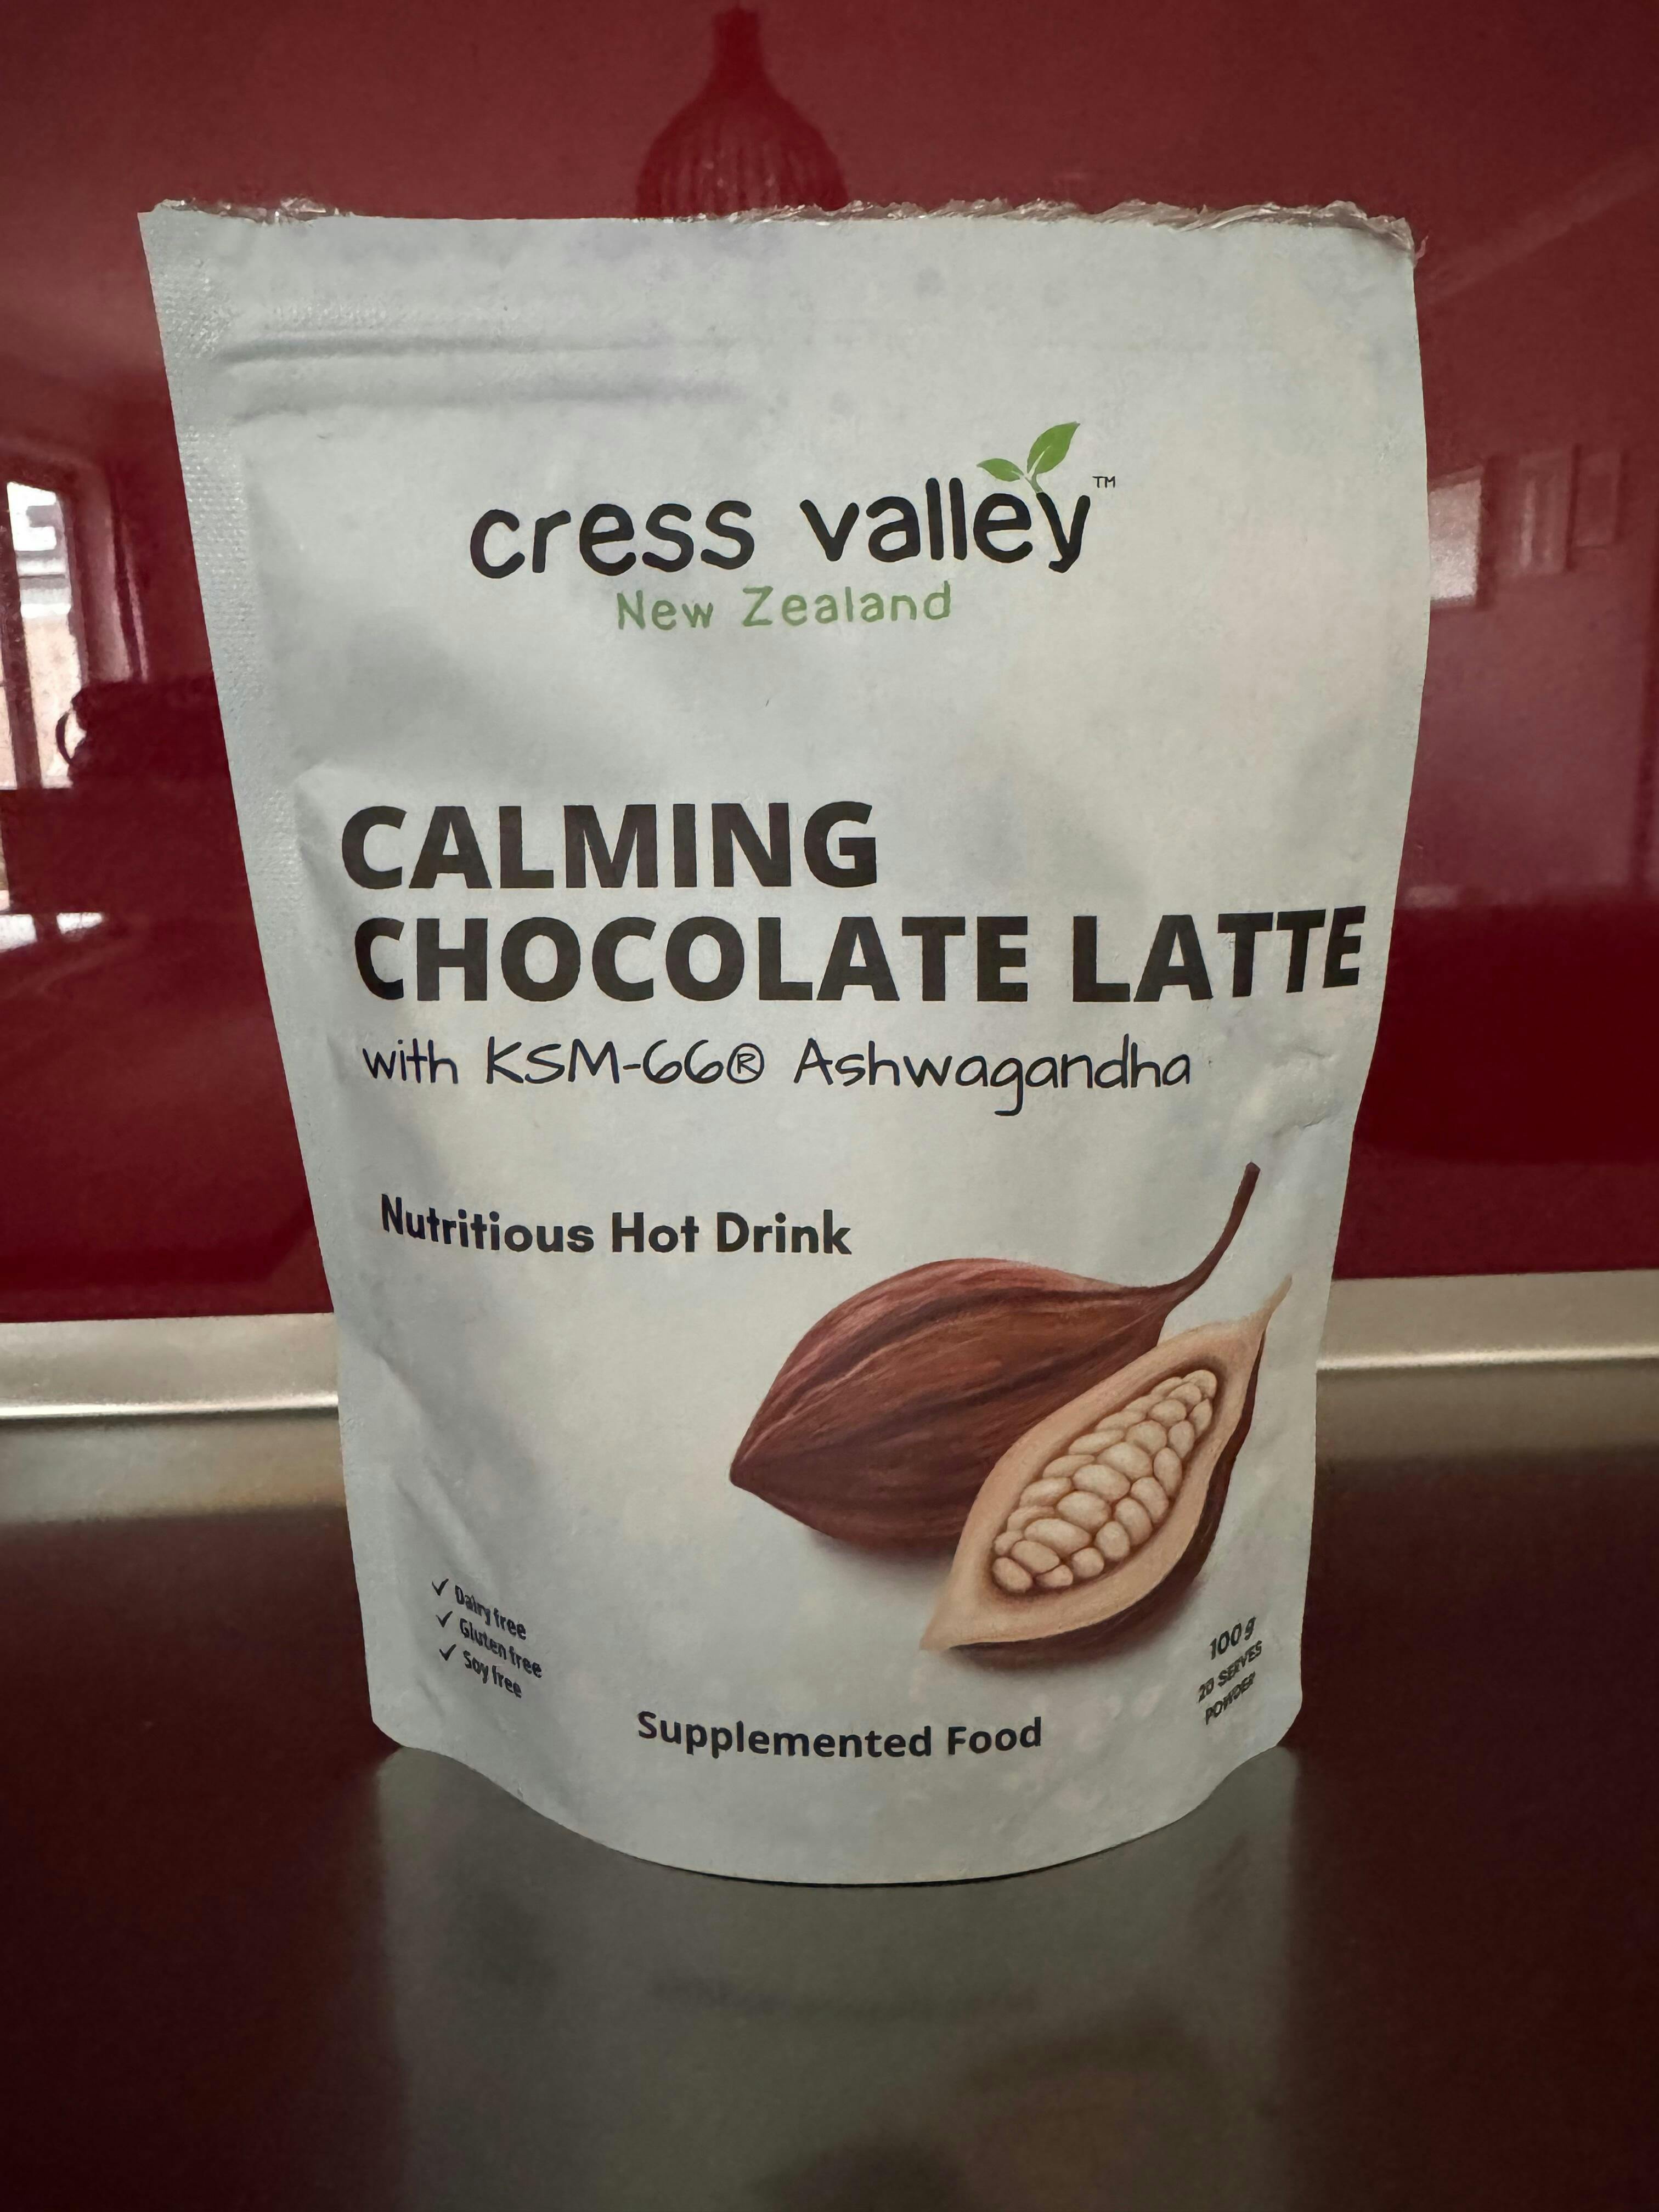 cress valley™
New Zealand
CALMING
CHOCOLATE LATTE
with KSM-66® Ashwagandha
Nutritious Hot Drink
✓ Dairy free
✓ Gluten free
✓ Soy free
100g
20 SERVES
POWDER
Supplemented Food